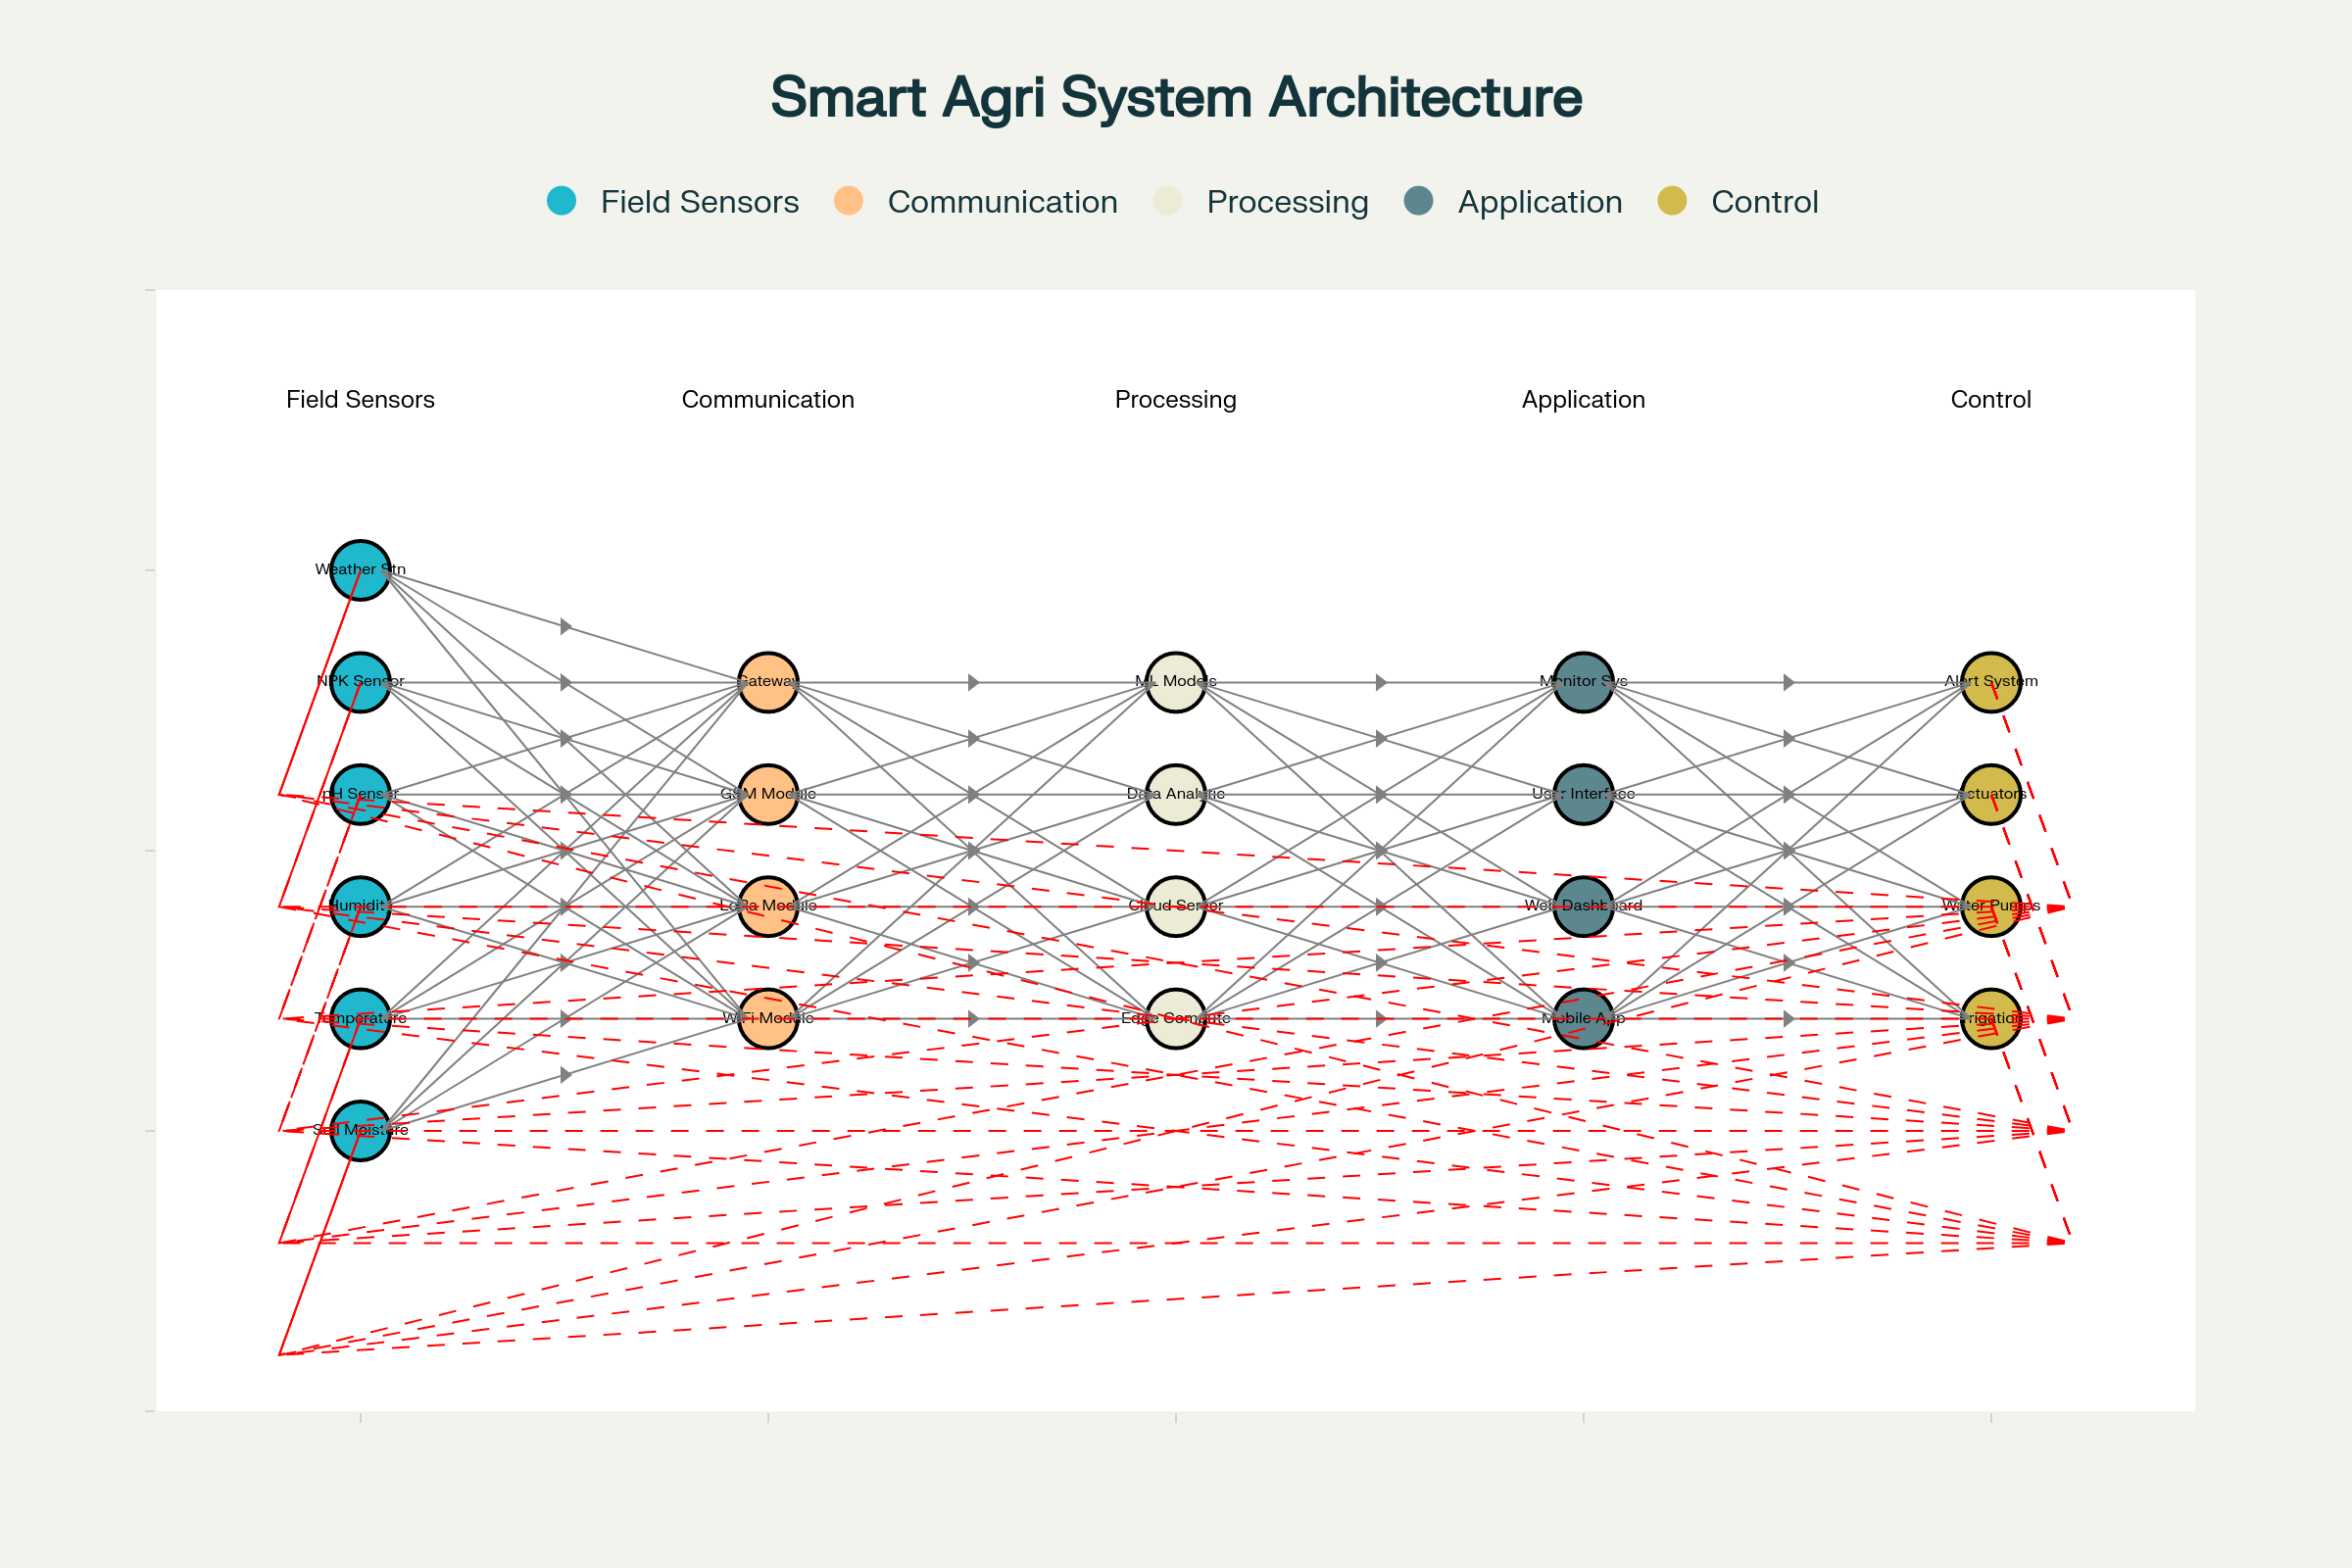 Smart Agri System Architecture
Field Sensors
Communication
Processing
Application
Control
Field Sensors
Communication
Processing
Application
Control
Weather Stn
NPK Sensor
Gateway
ML Models
Monitor Sys
Alert System
pH Sensor
GSM Module
Data Analytic
User Interface
Actuators
Humidity
LoRa Module
Cloud Server
Web Dashboard
Water Pumps
Temperature
WiFi Module
Edge Compute
Mobile App
Irrigation
Soil Moisture